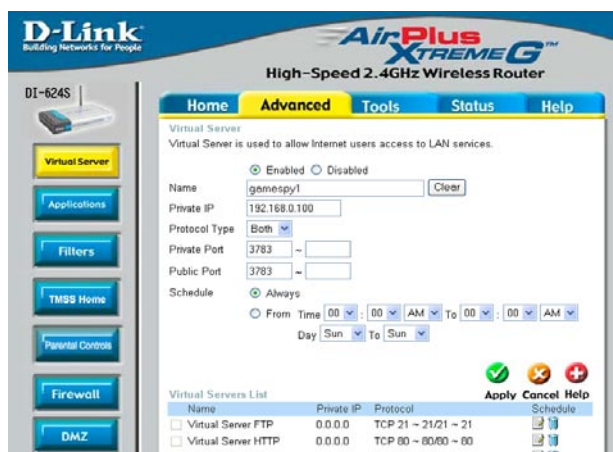 D-Link
Building Networks for People
AirPlus
XTREME G™
High-Speed 2.4GHz Wireless Router
DI-624S
Home Advanced Tools Status Help
Virtual Server
Virtual Server is used to allow Internet users access to LAN services.
Enabled Disabled
Name gamespy1 Clear
Private IP 192.168.0.100
Protocol Type Both
Private Port 3783 ~
Public Port 3783 ~
Schedule Always
From Time 00 : 00 AM To 00 : 00 AM
Day Sun To Sun
Apply Cancel Help
Virtual Servers List
Name Private IP Protocol Schedule
Virtual Server FTP 0.0.0.0 TCP 21 ~ 21/21 ~ 21
Virtual Server HTTP 0.0.0.0 TCP 80 ~ 80/80 ~ 80
Virtual Server
Applications
Filters
TMSS Home
Parental Controls
Firewall
DMZ